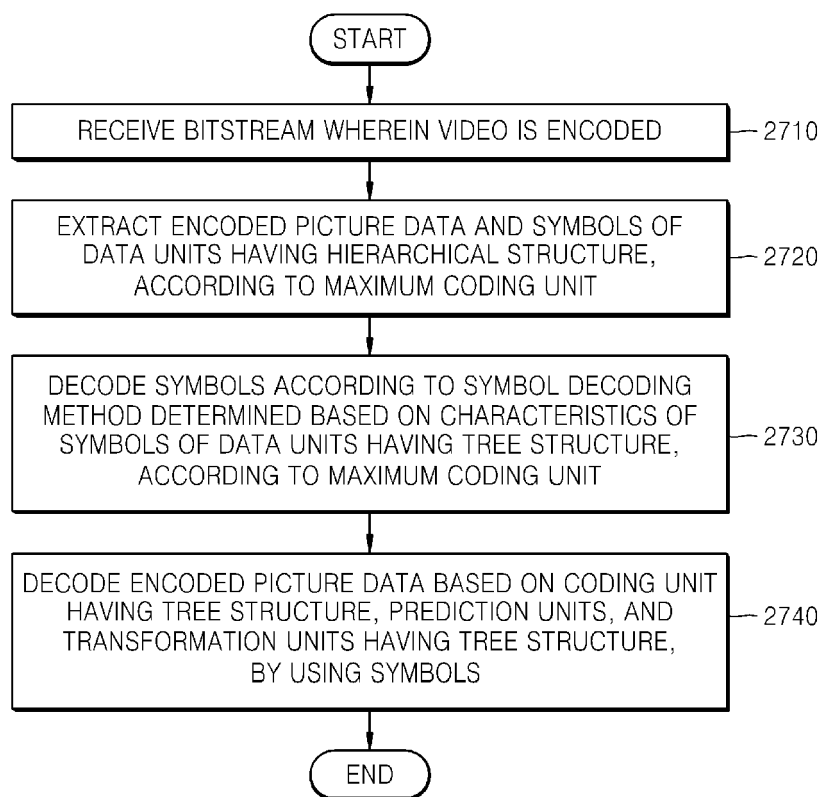 START
RECEIVE BITSTREAM WHEREIN VIDEO IS ENCODED
2710
EXTRACT ENCODED PICTURE DATA AND SYMBOLS OF
DATA UNITS HAVING HIERARCHICAL STRUCTURE,
ACCORDING TO MAXIMUM CODING UNIT
2720
DECODE SYMBOLS ACCORDING TO SYMBOL DECODING
METHOD DETERMINED BASED ON CHARACTERISTICS OF
SYMBOLS OF DATA UNITS HAVING TREE STRUCTURE,
ACCORDING TO MAXIMUM CODING UNIT
2730
DECODE ENCODED PICTURE DATA BASED ON CODING UNIT
HAVING TREE STRUCTURE, PREDICTION UNITS, AND
TRANSFORMATION UNITS HAVING TREE STRUCTURE,
BY USING SYMBOLS
2740
END